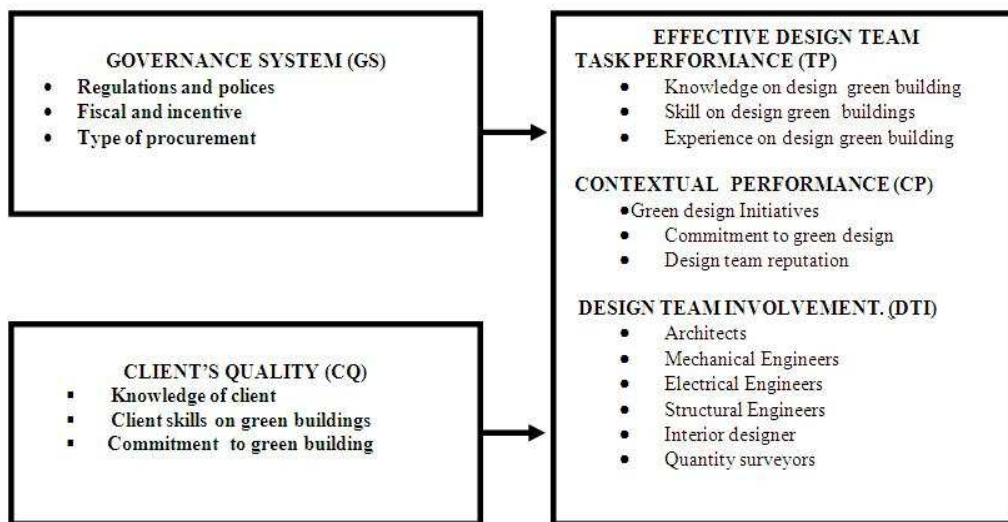 GOVERNANCE SYSTEM (GS)
• Regulations and polices
• Fiscal and incentive
• Type of procurement
CLIENT'S QUALITY (CQ)
▪ Knowledge of client
▪ Client skills on green buildings
▪ Commitment to green building
EFFECTIVE DESIGN TEAM
TASK PERFORMANCE (TP)
• Knowledge on design green building
• Skill on design green buildings
• Experience on design green building
CONTEXTUAL PERFORMANCE (CP)
•Green design Initiatives
• Commitment to green design
• Design team reputation
DESIGN TEAM INVOLVEMENT. (DTI)
• Architects
• Mechanical Engineers
• Electrical Engineers
• Structural Engineers
• Interior designer
• Quantity surveyors